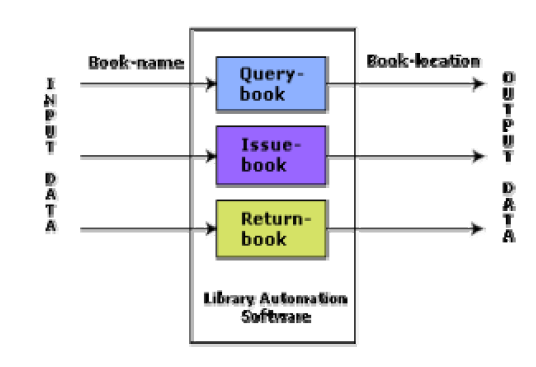 Book-name
Book-location
INPUT DATA
Query-
book
Issue-
book
Return-
book
OUTPUT DATA
Library Automation
Software